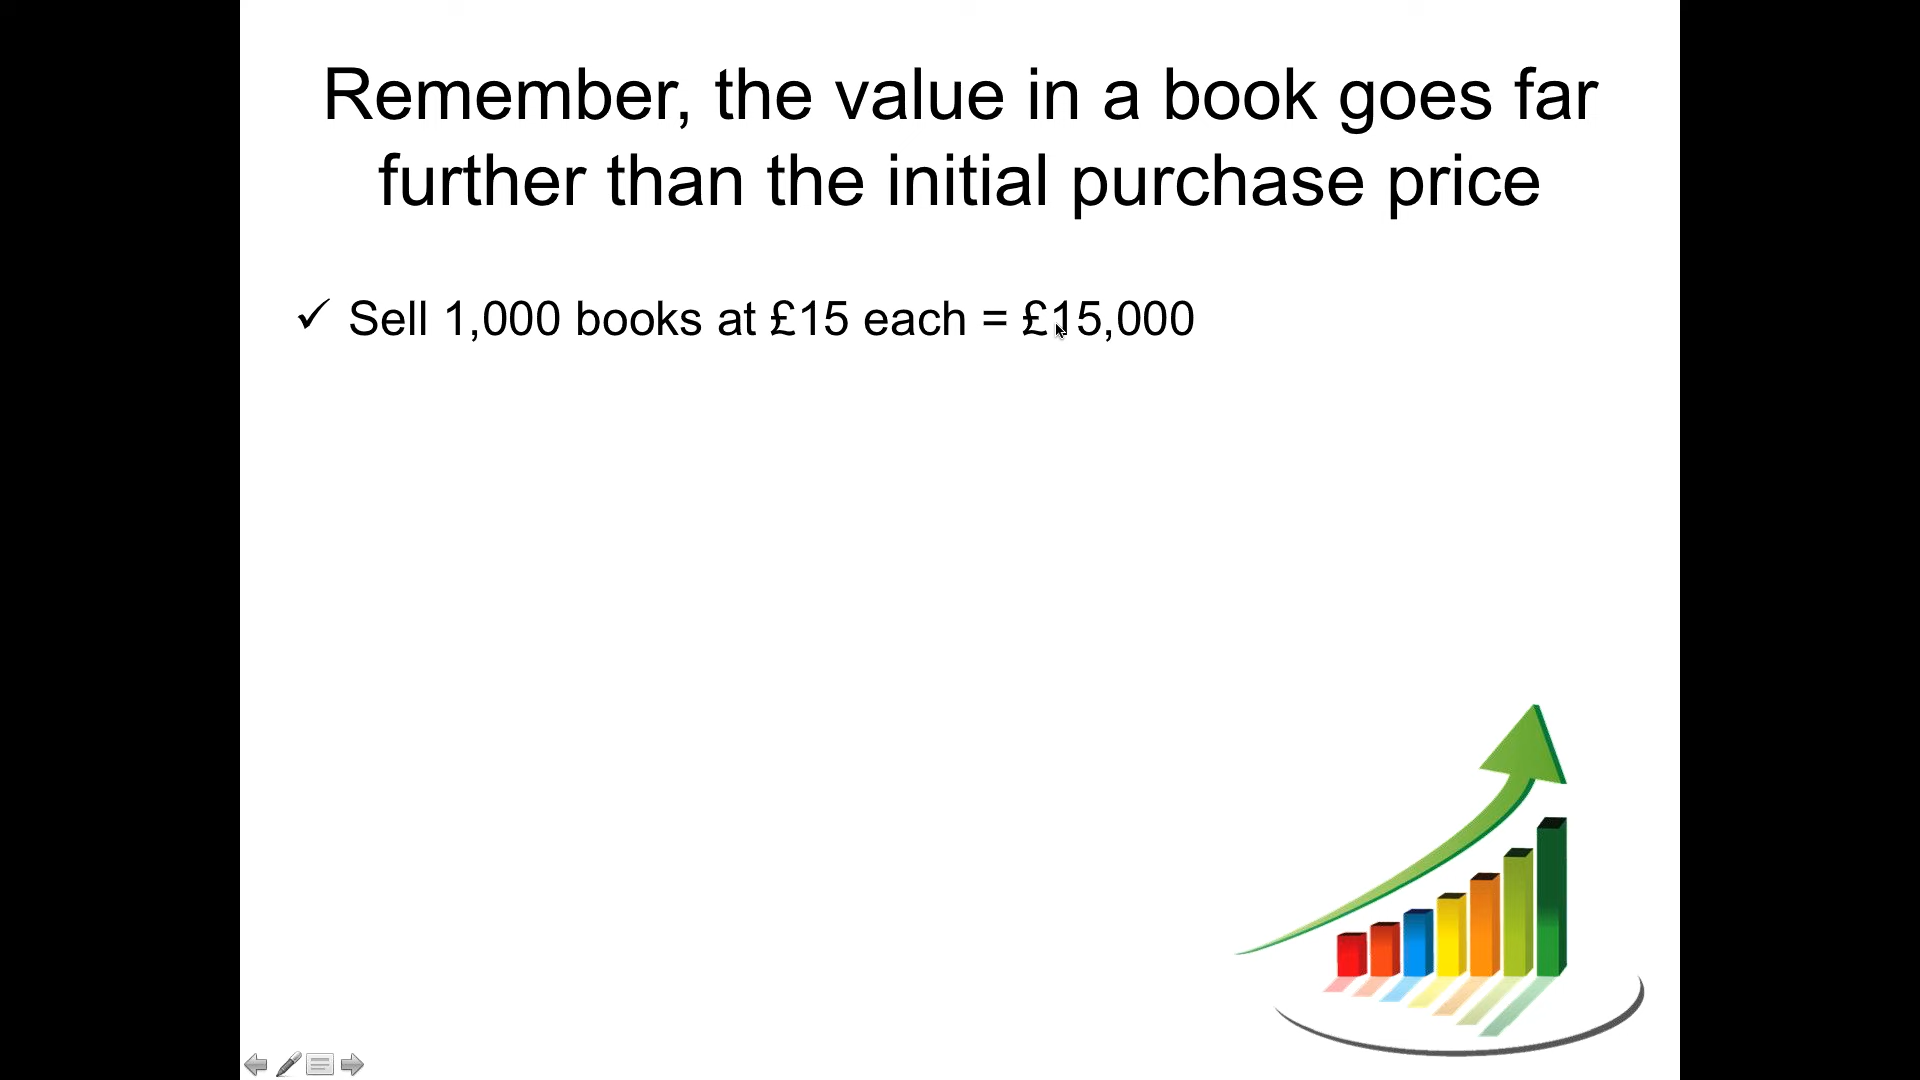 Remember, the value in a book goes far
further than the initial purchase price
✓ Sell 1,000 books at £15 each = £15,000